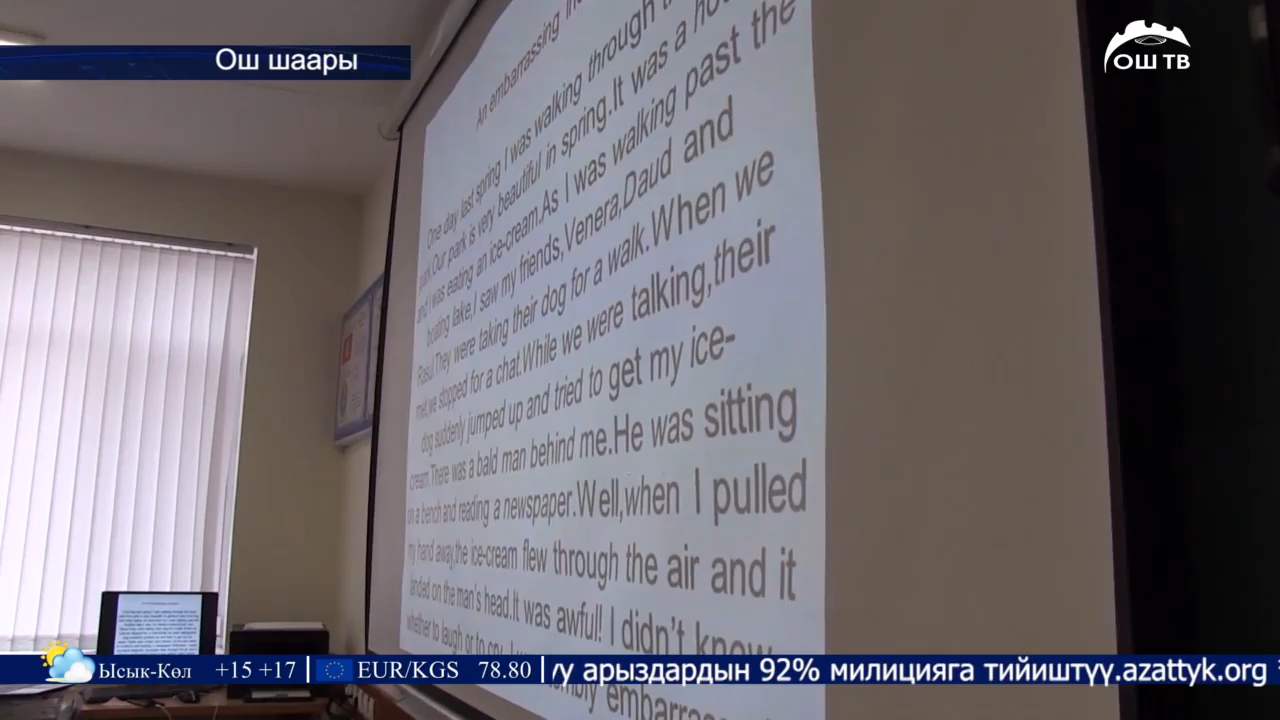 Ош шаары
ОШ ТВ
An embarrassing
One day last spring I was walking through
park.Our park is very beautiful in spring.It was a
and I was eating an ice-cream.As I was walking past the
boating lake,I saw my friends,Venera,Daud and
Rasul.They were taking their dog for a walk.When we
met,we stopped for a chat.While we were talking,their
dog suddenly jumped up and tried to get my ice-
cream.There was a bald man behind me.He was sitting
on a bench and reading a newspaper.Well,when I pulled
my hand away,the ice-cream flew through the air and it
landed on the man's head.It was awful! I didn't know
whether to laugh or to cry.
Ысык-Көл +15 +17 EUR/KGS 78.80 арыздардын 92% милицияга тийиштүү.azattyk.org